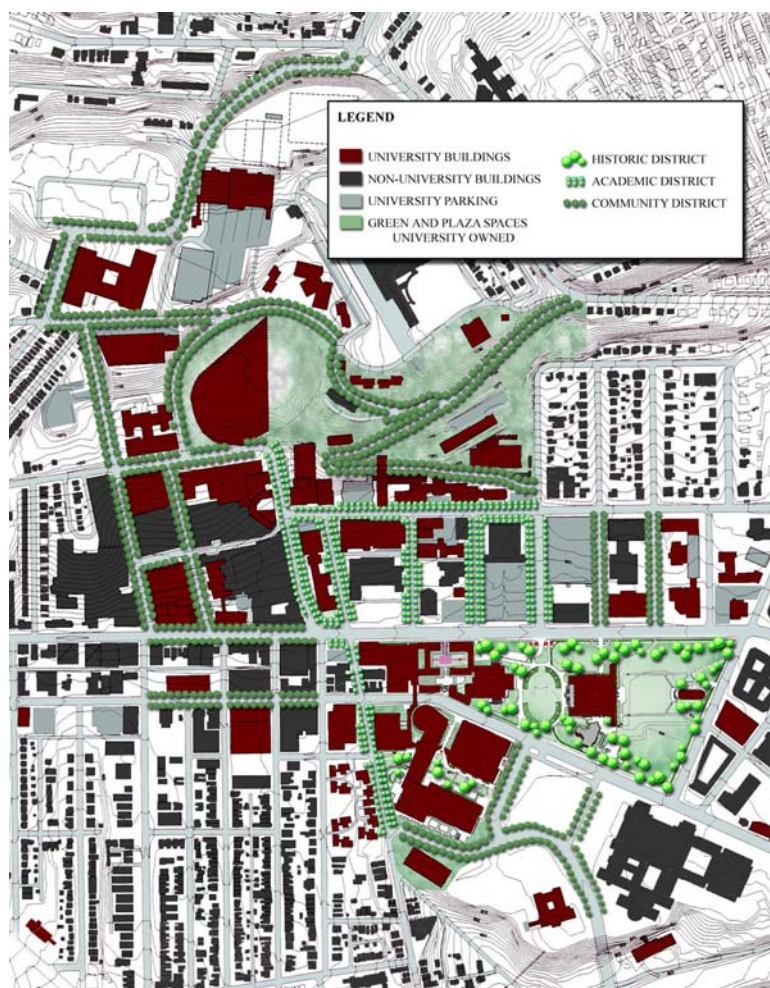 LEGEND
UNIVERSITY BUILDINGS
NON-UNIVERSITY BUILDINGS
UNIVERSITY PARKING
GREEN AND PLAZA SPACES
UNIVERSITY OWNED
HISTORIC DISTRICT
ACADEMIC DISTRICT
COMMUNITY DISTRICT